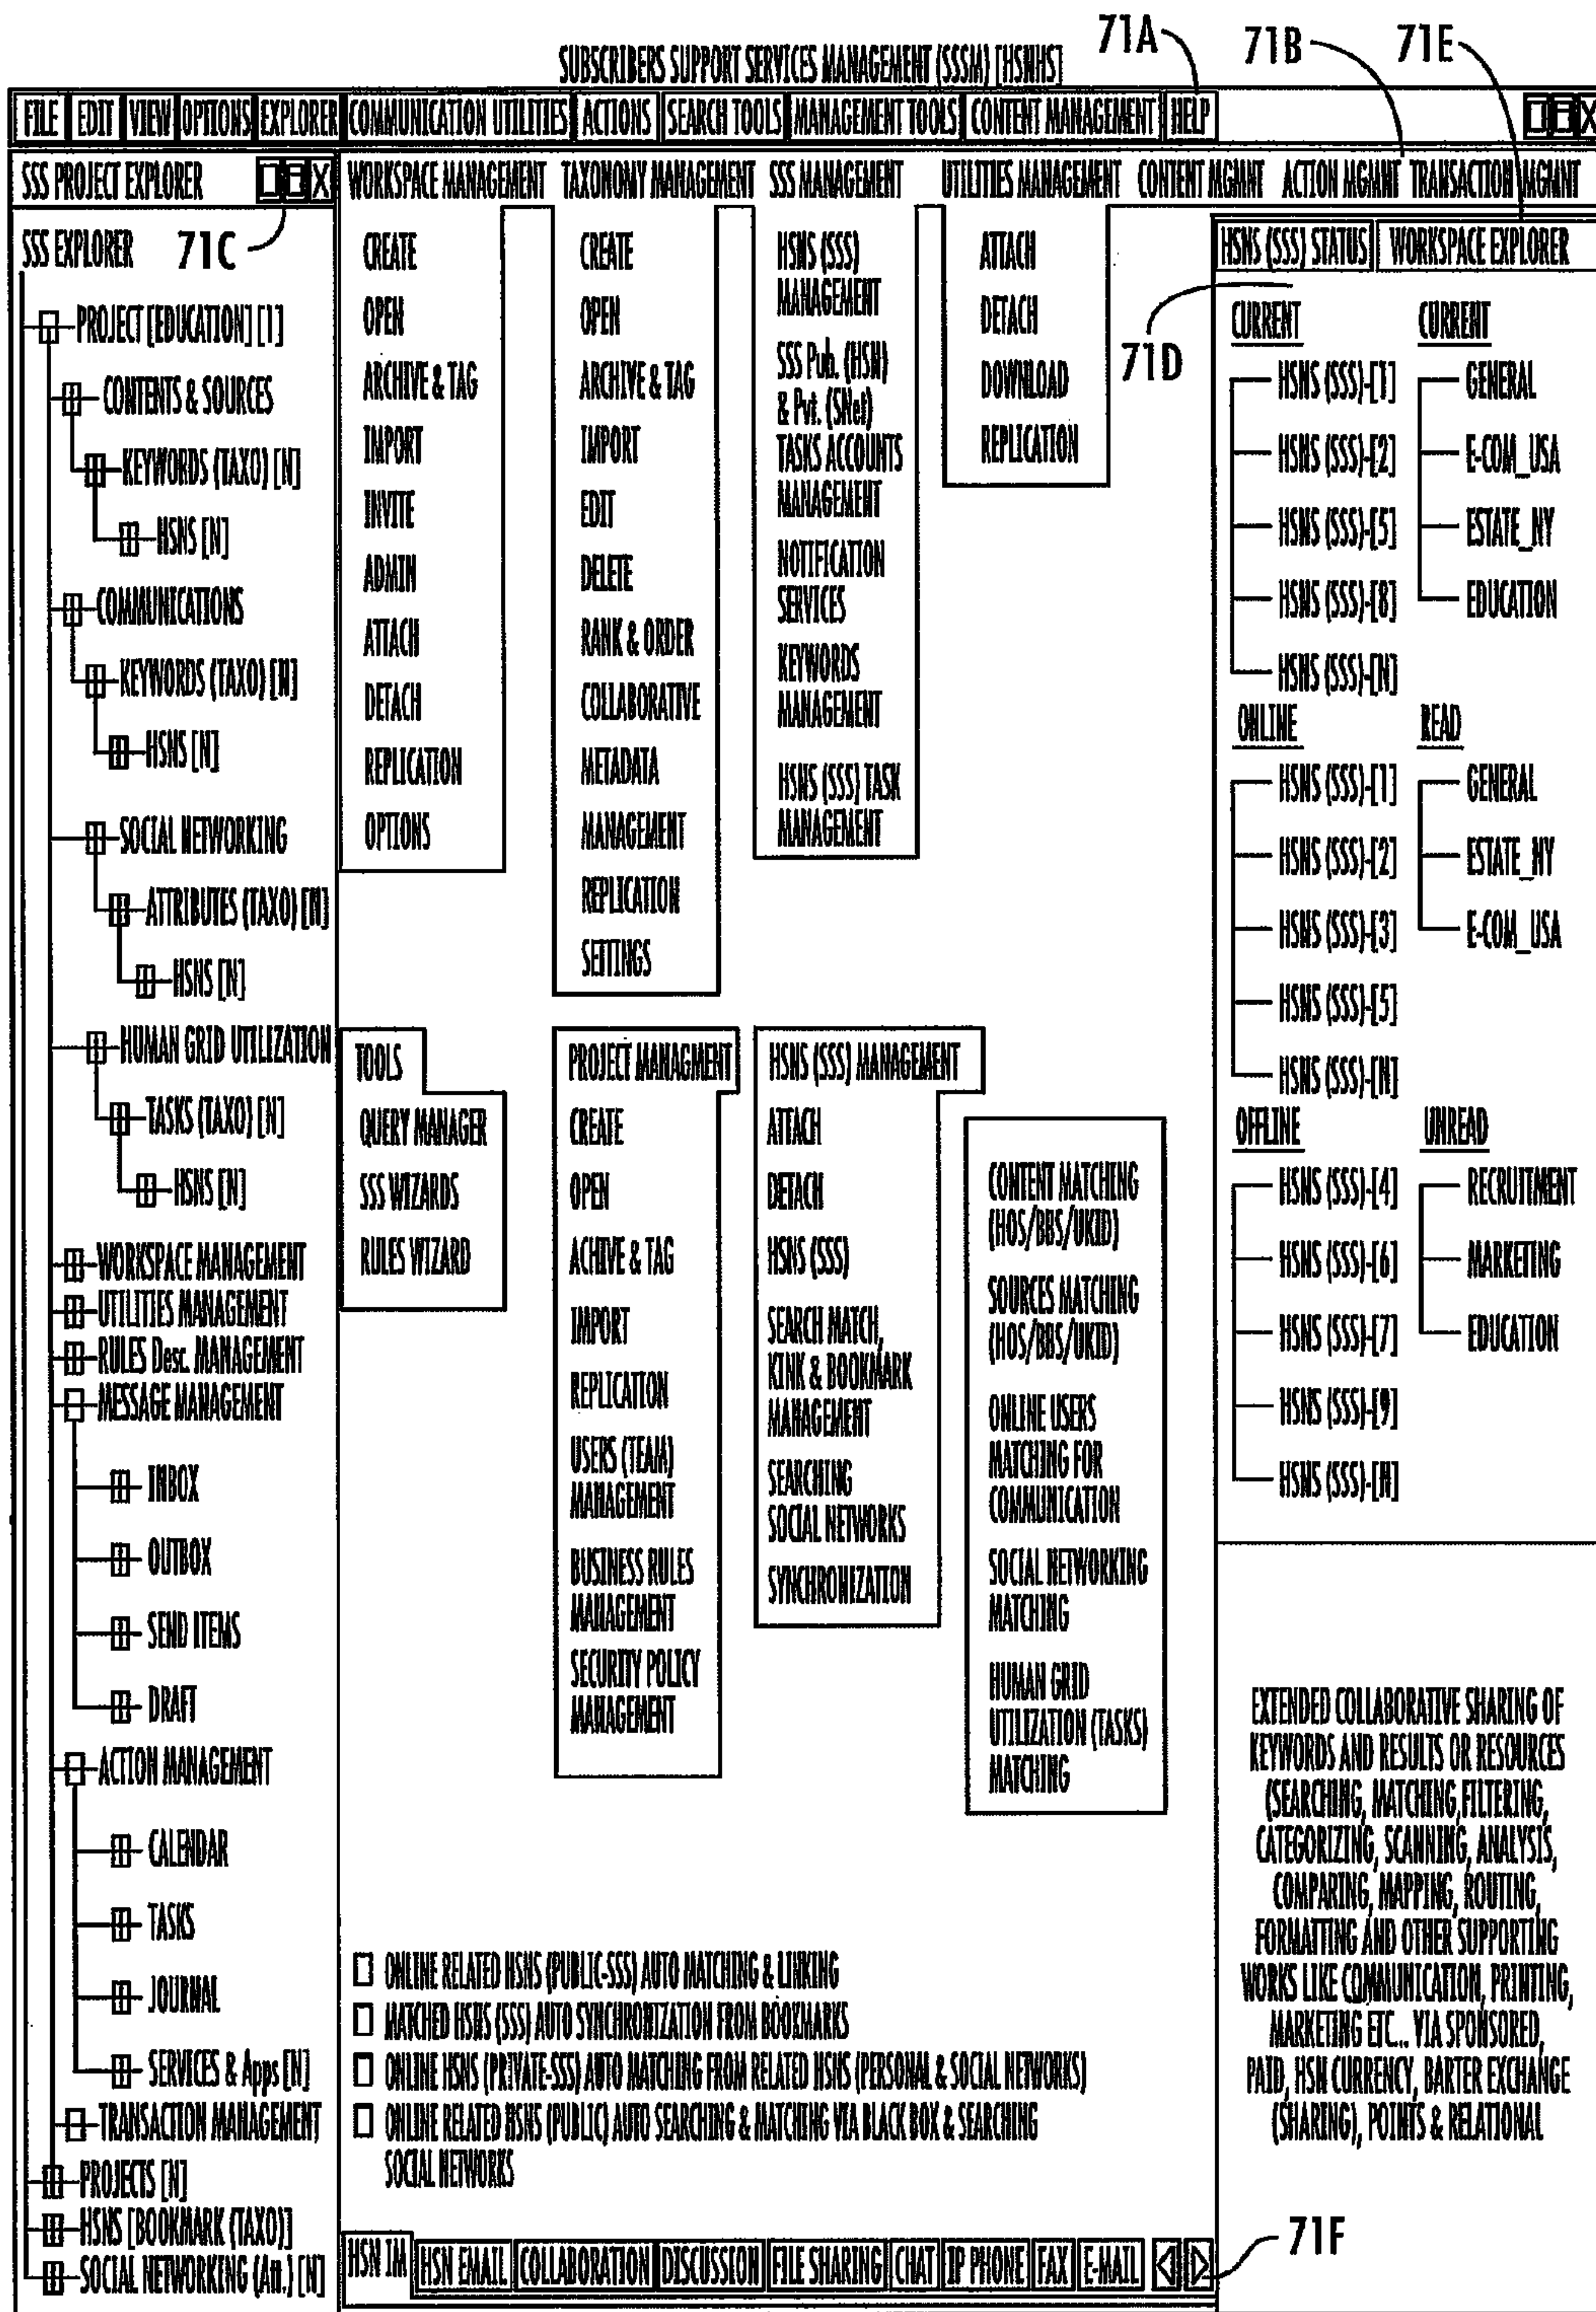 SUBSCRIBERS SUPPORT SERVICES MANAGEMENT (SSSM) [HSNHS]
71A
71B
71E
FILE EDIT VIEW OPTIONS EXPLORER COMMUNICATION UTILITIES ACTIONS SEARCH TOOLS MANAGEMENT TOOLS CONTENT MANAGEMENT HELP
SSS PROJECT EXPLORER
71C
SSS EXPLORER
PROJECT [EDUCATION] [1]
CONTENTS & SOURCES
KEYWORDS (TAXO) [N]
HSNS [N]
COMMUNICATIONS
KEYWORDS (TAXO) [N]
HSNS [N]
SOCIAL NETWORKING
ATTRIBUTES (TAXO) [N]
HSNS [N]
HUMAN GRID UTILEZATION
TASKS (TAXO) [N]
HSNS [N]
WORKSPACE MANAGEMENT
UTILITIES MANAGEMENT
RULES Desc. MANAGEMENT
MESSAGE MANAGEMENT
INBOX
OUTBOX
SEND ITEMS
DRAFT
ACTION MANAGEMENT
CALENDAR
TASKS
JOURNAL
SERVICES & Apps [N]
TRANSACTION MANAGEMENT
PROJECTS [N]
HSNS [BOOKMARK (TAXO)]
SOCIAL NETWORKING (Att.) [N]
WORKSPACE MANAGEMENT TAXONOMY MANAGEMENT SSS MANAGEMENT UTILITIES MANAGEMENT CONTENT MGMNT ACTION MGMNT TRANSACTION MGMNT
CREATE
OPEN
ARCHIVE & TAG
IMPORT
INVITE
ADMIN
ATTACH
DETACH
REPLICATION
OPTIONS
CREATE
OPEN
ARCHIVE & TAG
IMPORT
EDIT
DELETE
RANK & ORDER
COLLABORATIVE
METADATA
MANAGEMENT
REPLICATION
SETTINGS
HSNS (SSS)
MANAGEMENT
SSS Pub. (HSN)
& Pvt. (SNet)
TASKS ACCOUNTS
MANAGEMENT
NOTIFICATION
SERVICES
KEYWORDS
MANAGEMENT
HSNS (SSS) TASK
MANAGEMENT
ATTACH
DETACH
DOWNLOAD
REPLICATION
TOOLS
QUERY MANAGER
SSS WIZARDS
RULES WIZARD
PROJECT MANAGMENT
CREATE
OPEN
ACHIVE & TAG
IMPORT
REPLICATION
USERS (TEAM)
MANAGEMENT
BUSINESS RULES
MANAGEMENT
SECURITY POLICY
MANAGEMENT
HSNS (SSS) MANAGEMENT
ATTACH
DETACH
HSNS (SSS)
SEARCH MATCH,
KINK & BOOKMARK
MANAGEMENT
SEARCHING
SOCIAL NETWORKS
SYNCHRONIZATION
CONTENT MATCHING
(HOS/BBS/UKID)
SOURCES MATCHING
(HOS/BBS/UKID)
ONLINE USERS
MATCHING FOR
COMMUNICATION
SOCIAL NETWORKING
MATCHING
HUMAN GRID
UTILIZATION (TASKS)
MATCHING
ONLINE RELATED HSNS (PUBLIC-SSS) AUTO MATCHING & LINKING
MATCHED HSNS (SSS) AUTO SYNCHRONIZATION FROM BOOKMARKS
ONLINE HSNS (PRIVATE-SSS) AUTO MATCHING FROM RELATED HSNS (PERSONAL & SOCIAL NETWORKS)
ONLINE RELATED HSNS (PUBLIC) AUTO SEARCHING & MATCHING VIA BLACK BOX & SEARCHING
SOCIAL NETWORKS
HSN IM HSN EMAIL COLLABORATION DISCUSSION FILE SHARING CHAT IP PHONE FAX E-MAIL
HSNS (SSS) STATUS WORKSPACE EXPLORER
71D
CURRENT
HSNS (SSS)-[1]
HSNS (SSS)-[2]
HSNS (SSS)-[5]
HSNS (SSS)-[8]
HSNS (SSS)-[N]
ONLINE
HSNS (SSS)-[1]
HSNS (SSS)-[2]
HSNS (SSS)-[3]
HSNS (SSS)-[5]
HSNS (SSS)-[N]
OFFLINE
HSNS (SSS)-[4]
HSNS (SSS)-[6]
HSNS (SSS)-[7]
HSNS (SSS)-[9]
HSNS (SSS)-[N]
CURRENT
GENERAL
E-COM_USA
ESTATE_NY
EDUCATION
READ
GENERAL
ESTATE_NY
E-COM_USA
UNREAD
RECRUITMENT
MARKETING
EDUCATION
EXTENDED COLLABORATIVE SHARING OF
KEYWORDS AND RESULTS OR RESOURCES
(SEARCHING, MATCHING,FILTERING,
CATEGORIZING, SCANNING, ANALYSIS,
COMPARING, MAPPING, ROUTING,
FORMATTING AND OTHER SUPPORTING
WORKS LIKE COMMUNICATION, PRINTING,
MARKETING ETC.. VIA SPONSORED,
PAID, HSN CURRENCY, BARTER EXCHANGE
(SHARING), POINTS & RELATIONAL
71F